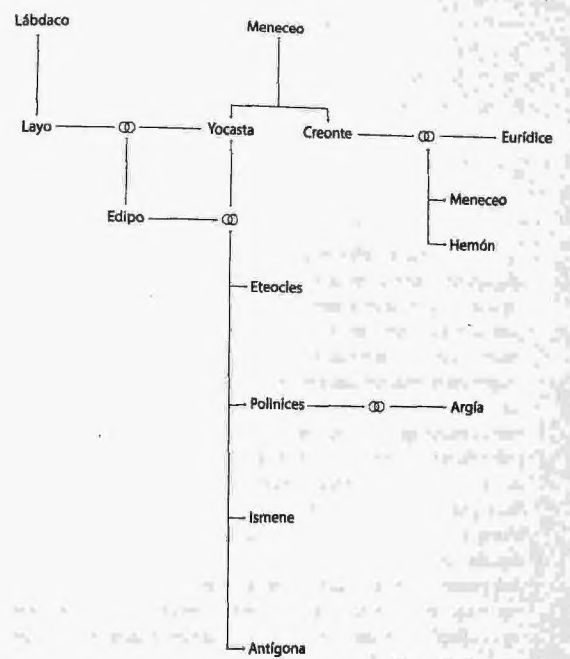 Lábdaco
Meneceo
Layo
Yocasta
Creonte
Eurídice
Edipo
Meneceo
Hemón
Eteocles
Polinices
Argía
Ismene
Antígona